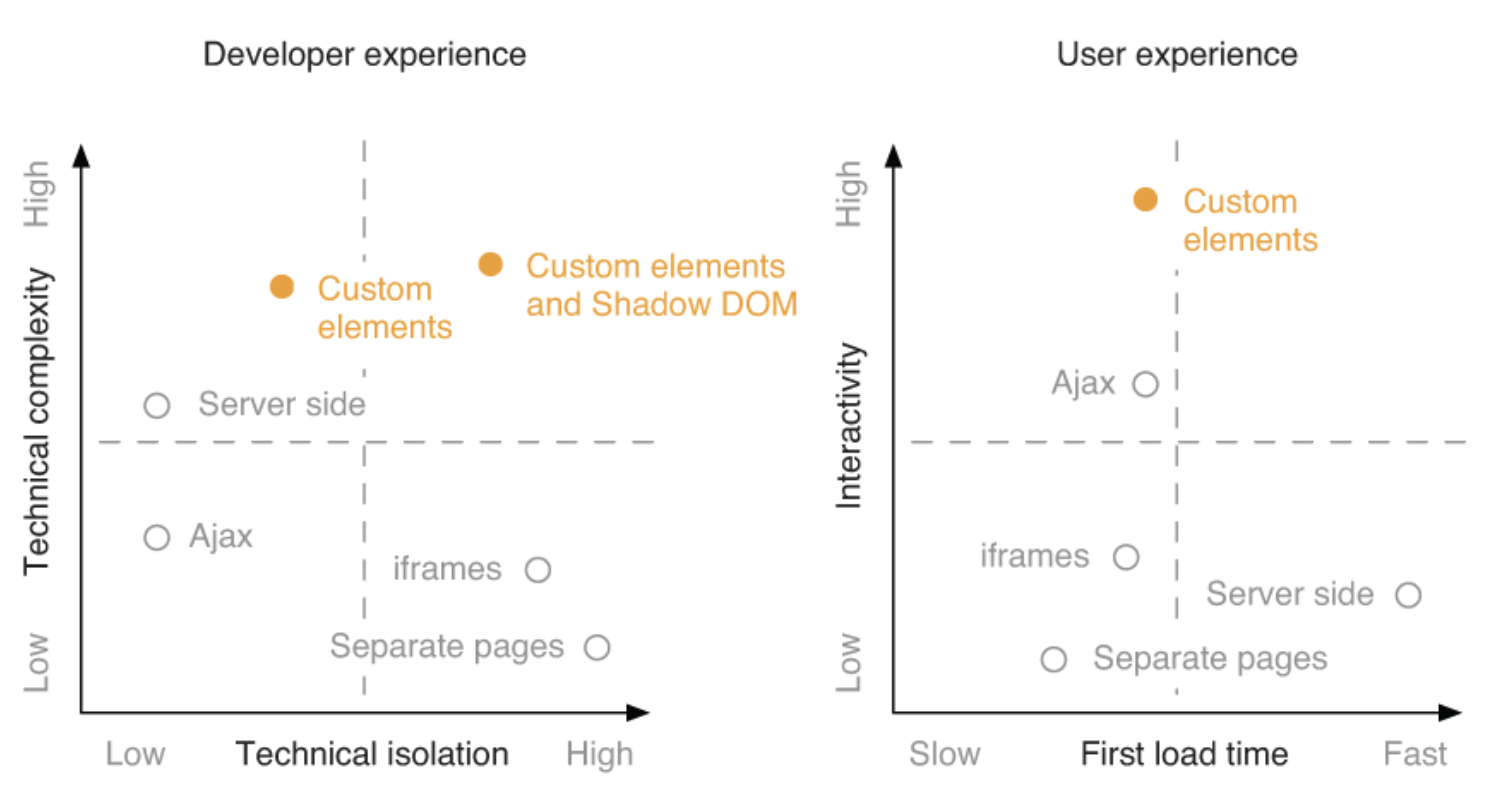 Developer experience
High
Technical complexity
Low
Custom
elements
Custom elements
and Shadow DOM
Server side
Ajax
iframes
Separate pages
Low
Technical isolation
High
User experience
High
Interactivity
Low
Custom
elements
Ajax
iframes
Server side
Separate pages
Slow
First load time
Fast